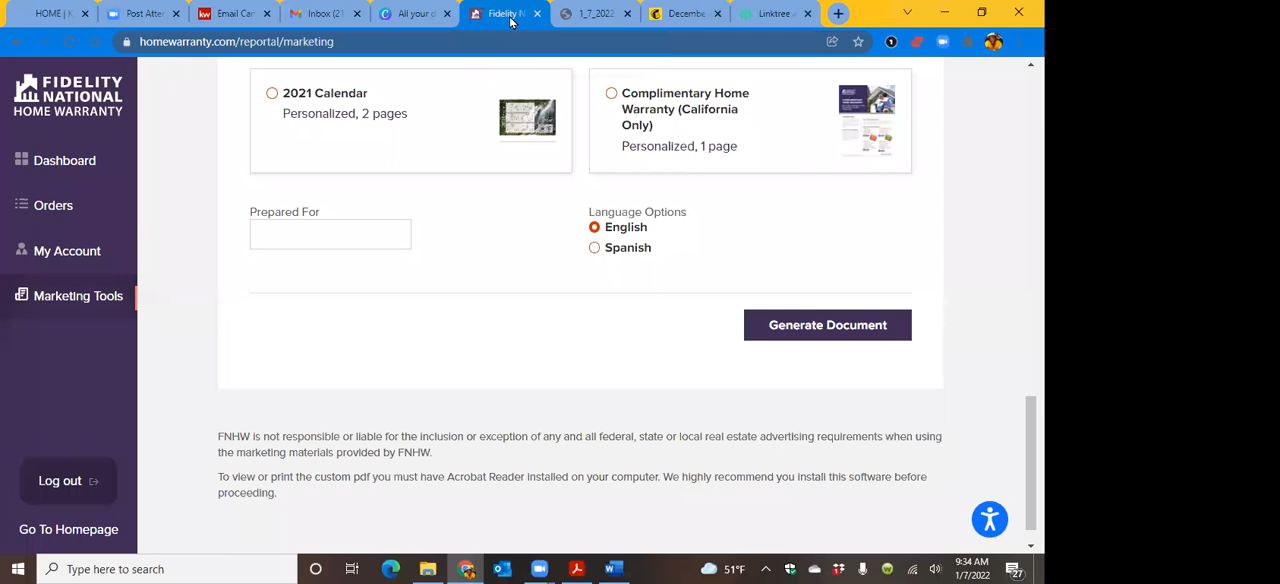 HOME | K
Post Atter
Email Car
Inbox (21
All your d
Fidelity N
1_7_2022
Decembe
Linktree
homewarranty.com/reportal/marketing
FIDELITY
NATIONAL
HOME WARRANTY
Dashboard
Orders
My Account
Marketing Tools
Log out
Go To Homepage
2021 Calendar
Personalized, 2 pages
Complimentary Home
Warranty (California
Only)
Personalized, 1 page
Prepared For
Language Options
English
Spanish
Generate Document
FNHW is not responsible or liable for the inclusion or exception of any and all federal, state or local real estate advertising requirements when using
the marketing materials provided by FNHW.
To view or print the custom pdf you must have Acrobat Reader installed on your computer. We highly recommend you install this software before
proceeding.
Type here to search
51°F
9:34 AM
1/7/2022
27